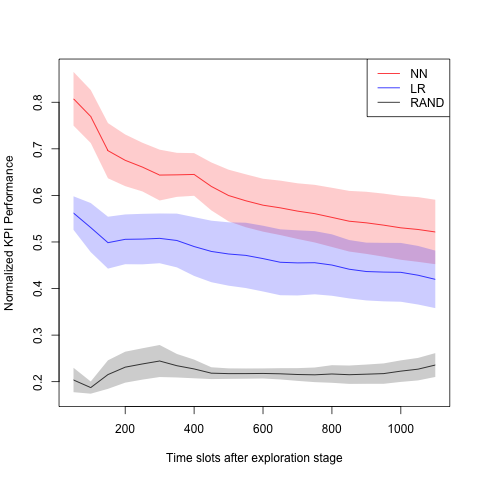 NN
LR
RAND
Normalized KPI Performance
0.8
0.7
0.6
0.5
0.4
0.3
0.2
200 400 600 800 1000
Time slots after exploration stage